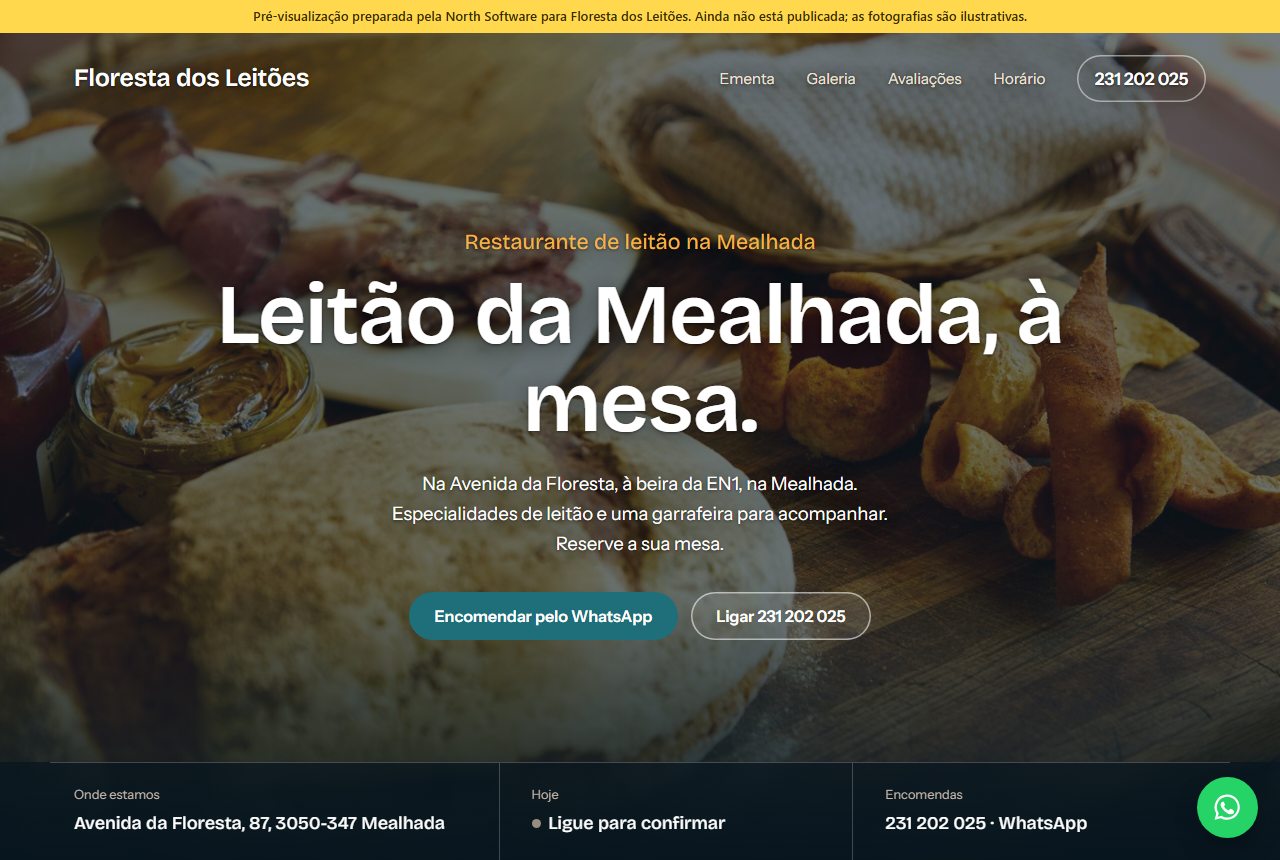 Pré-visualização preparada pela North Software para Floresta dos Leitões. Ainda não está publicada; as fotografias são ilustrativas.
Floresta dos Leitões
Ementa
Galeria
Avaliações
Horário
231 202 025
Restaurante de leitão na Mealhada
Leitão da Mealhada, à
mesa.
Na Avenida da Floresta, à beira da EN1, na Mealhada.
Especialidades de leitão e uma garrafeira para acompanhar.
Reserve a sua mesa.
Encomendar pelo WhatsApp
Ligar 231 202 025
Onde estamos
Avenida da Floresta, 87, 3050-347 Mealhada
Hoje
Ligue para confirmar
Encomendas
231 202 025 · WhatsApp